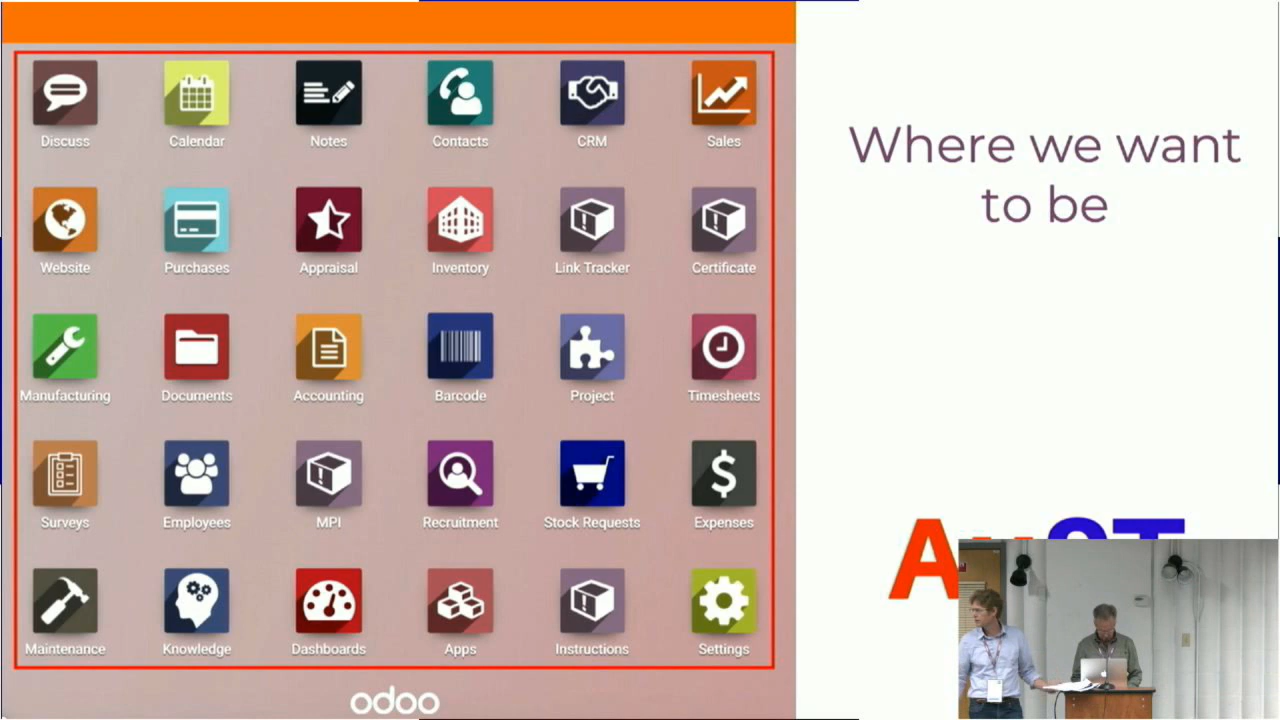 Discuss
Calendar
Notes
Contacts
CRM
Sales
Website
Purchases
Appraisal
Inventory
Link Tracker
Certificate
Manufacturing
Documents
Accounting
Barcode
Project
Timesheets
Surveys
Employees
MPI
Recruitment
Stock Requests
Expenses
Maintenance
Knowledge
Dashboards
Apps
Instructions
Settings
odoo
Where we want
to be